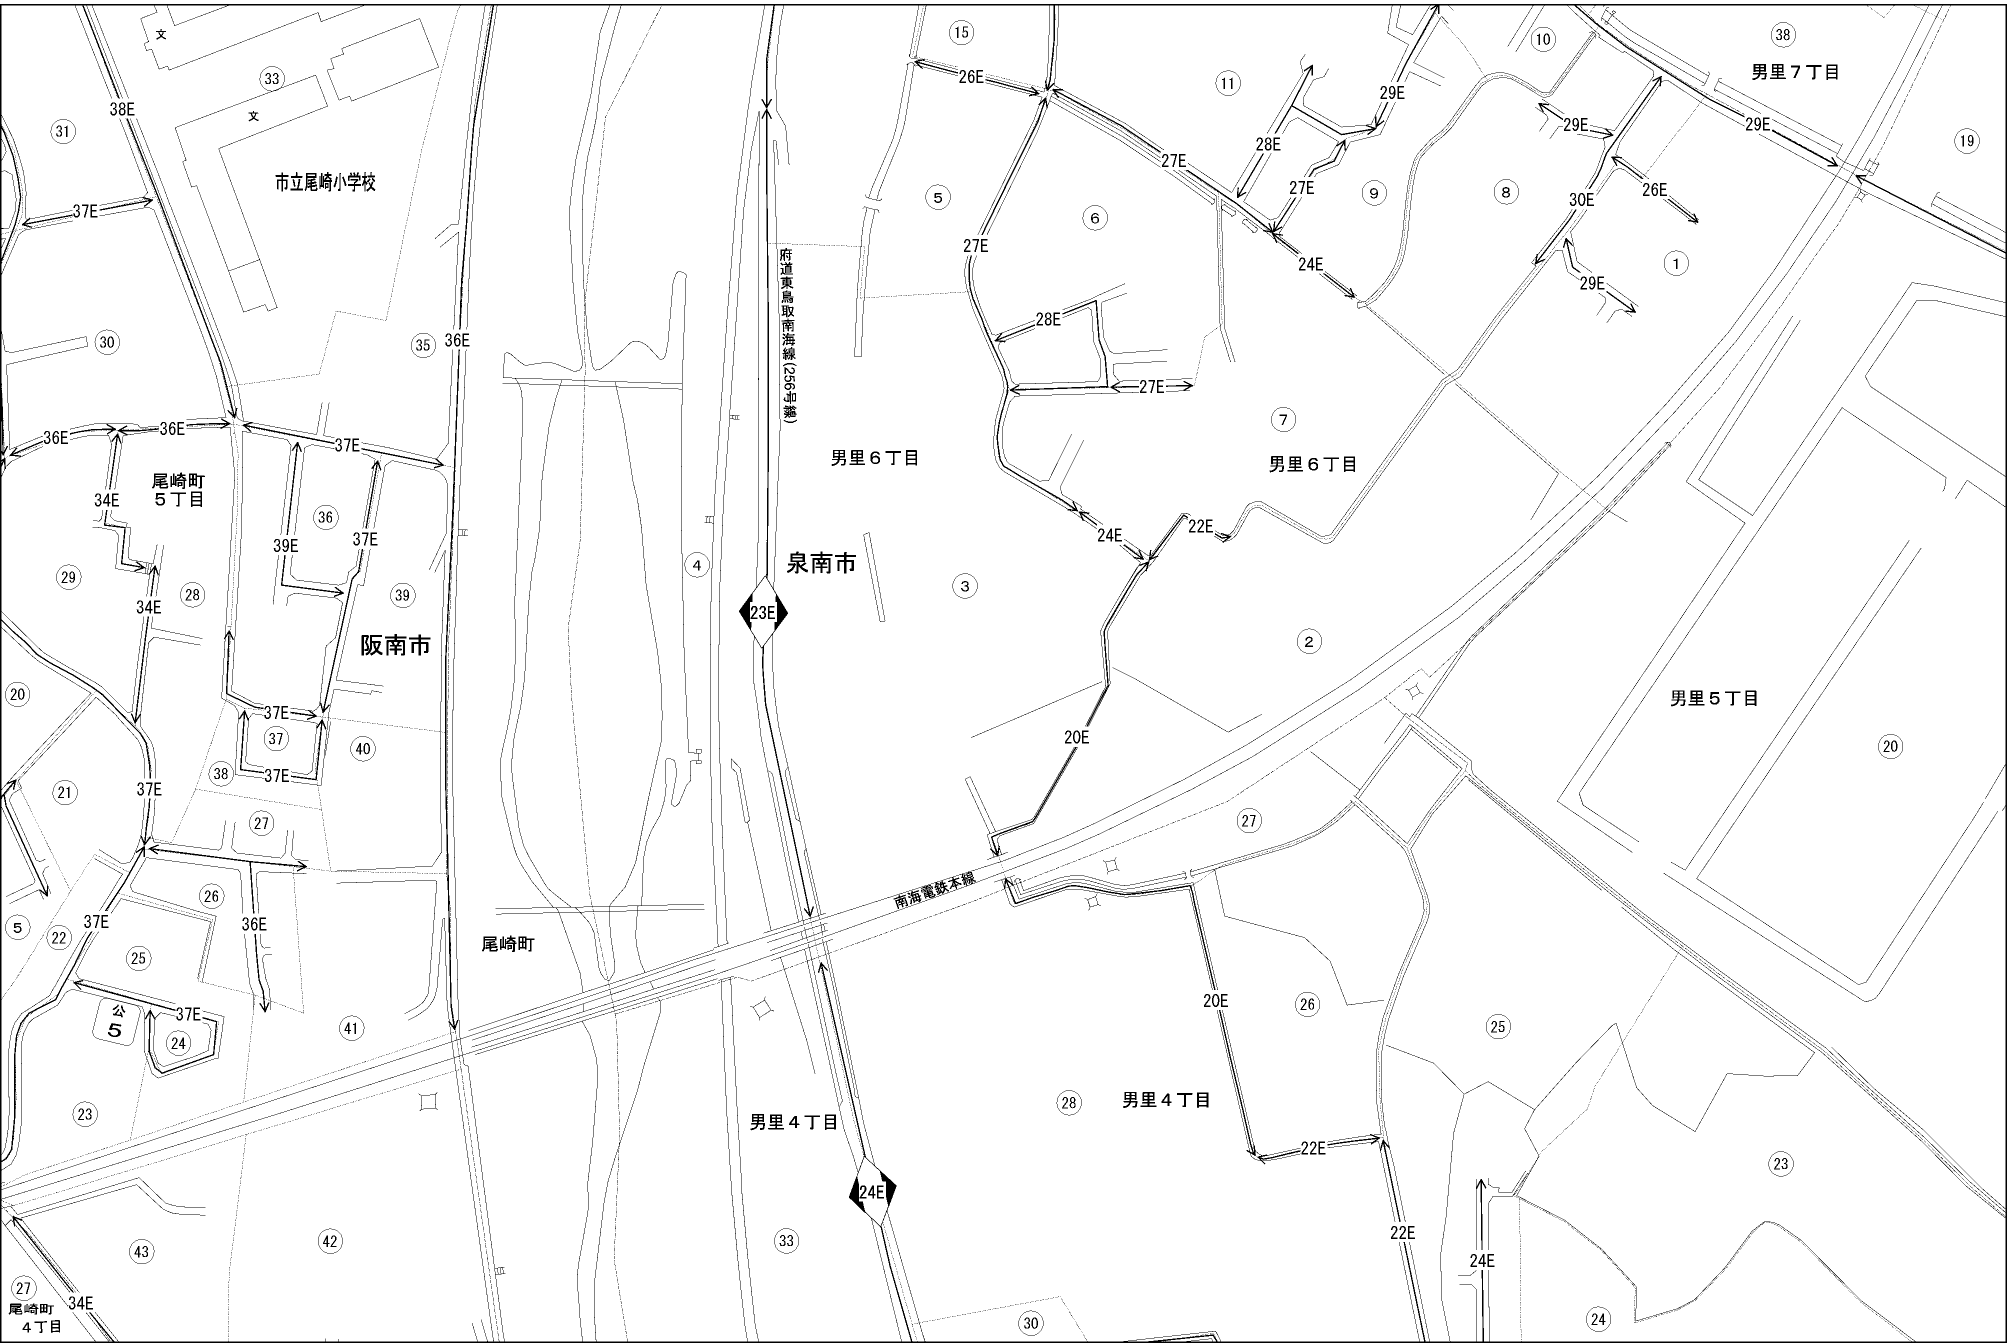 文
33
文
市立尾崎小学校
38E
31
37E
30
35
36E
36E
36E
37E
尾崎町
５丁目
34E
36
39E
37E
29
28
34E
39
阪南市
20
37E
37
40
38
37E
21
37E
27
26
5
22
37E
36E
25
37E
公
5
24
41
23
43
42
27
尾崎町
４丁目
34E
尾崎町
府道東鳥取南海線(256号線)
15
26E
5
6
27E
27E
28E
27E
11
28E
27E
29E
9
24E
10
29E
8
30E
26E
29E
1
38
男里７丁目
29E
19
7
男里６丁目
男里６丁目
4
23E
泉南市
3
24E
22E
2
20E
27
男里５丁目
20
南海電鉄本線
20E
26
25
28
男里４丁目
男里４丁目
22E
24E
33
30
22E
24E
23
24